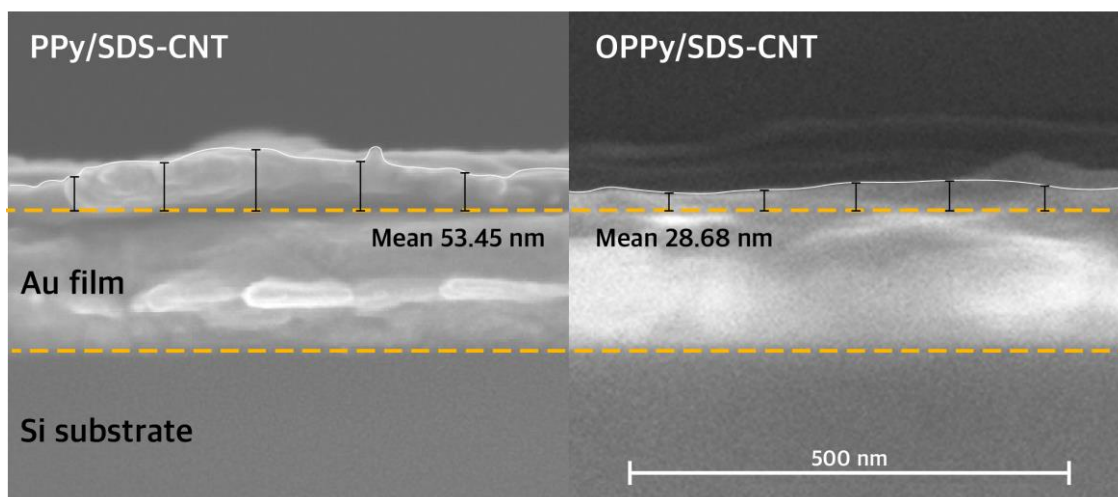 PPy/SDS-CNT
OPPy/SDS-CNT
Mean 53.45 nm
Mean 28.68 nm
Au film
Si substrate
500 nm